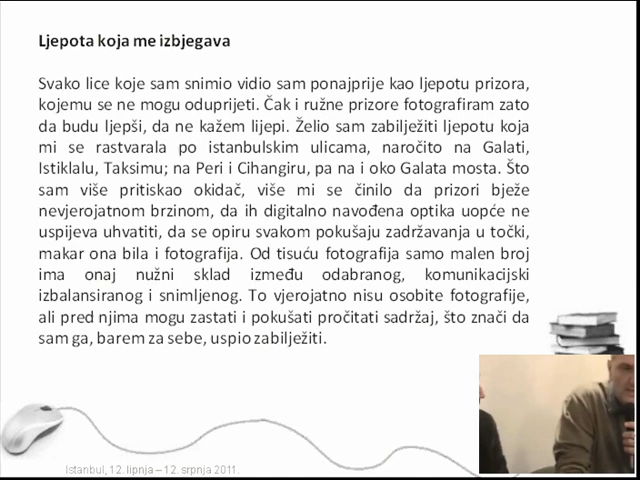 Ljepota koja me izbjegava
Svako lice koje sam snimio vidio sam ponajprije kao ljepotu prizora,
kojemu se ne mogu oduprijeti. Čak i ružne prizore fotografiram zato
da budu ljepši, da ne kažem lijepi. Želio sam zabilježiti ljepotu koja
mi se rastvarala po istanbulskim ulicama, naročito na Galati,
Istiklalu, Taksimu; na Peri i Cihangiru, pa na i oko Galata mosta. Što
sam više pritiskao okidač, više mi se činilo da prizori bježe
nevjerojatnom brzinom, da ih digitalno navođena optika uopće ne
uspijeva uhvatiti, da se opiru svakom pokušaju zadržavanja u točki,
makar ona bila i fotografija. Od tisuću fotografija samo malen broj
ima onaj nužni sklad između odabranog, komunikacijski
izbalansiranog i snimljenog. To vjerojatno nisu osobite fotografije,
ali pred njima mogu zastati i pokušati pročitati sadržaj, što znači da
sam ga, barem za sebe, uspio zabilježiti.
Istanbul, 12. lipnja – 12. srpnja 2011.